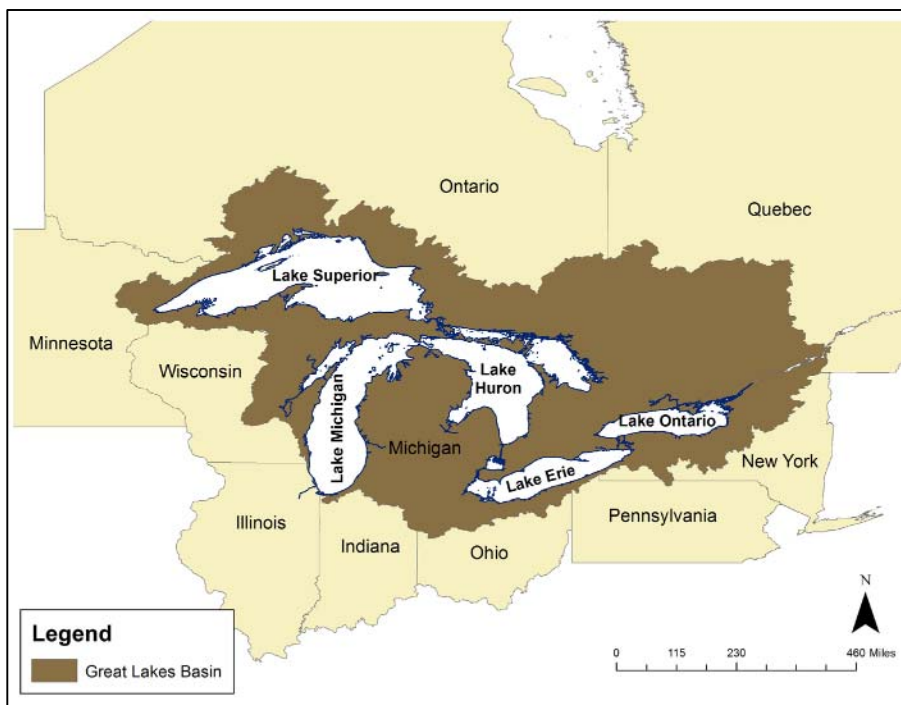 Ontario
Quebec
Lake Superior
Minnesota
Wisconsin
Lake Michigan
Lake
Huron
Michigan
Lake Ontario
Lake Erie
New York
Illinois
Indiana
Ohio
Pennsylvania
Legend
Great Lakes Basin
N
0 115 230 460 Miles